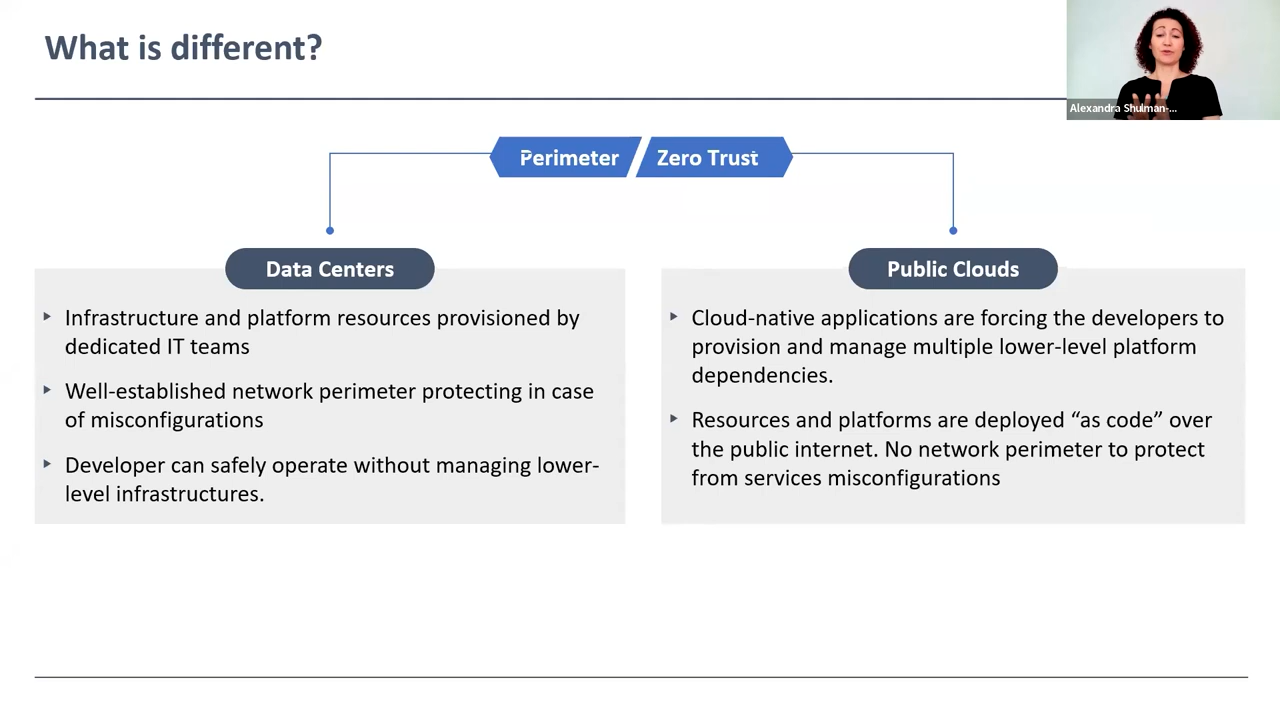 What is different?
Alexandra Shulman-...
Perimeter
Zero Trust
Data Centers
Infrastructure and platform resources provisioned by
dedicated IT teams
Well-established network perimeter protecting in case
of misconfigurations
Developer can safely operate without managing lower-
level infrastructures.
Public Clouds
Cloud-native applications are forcing the developers to
provision and manage multiple lower-level platform
dependencies.
Resources and platforms are deployed “as code” over
the public internet. No network perimeter to protect
from services misconfigurations